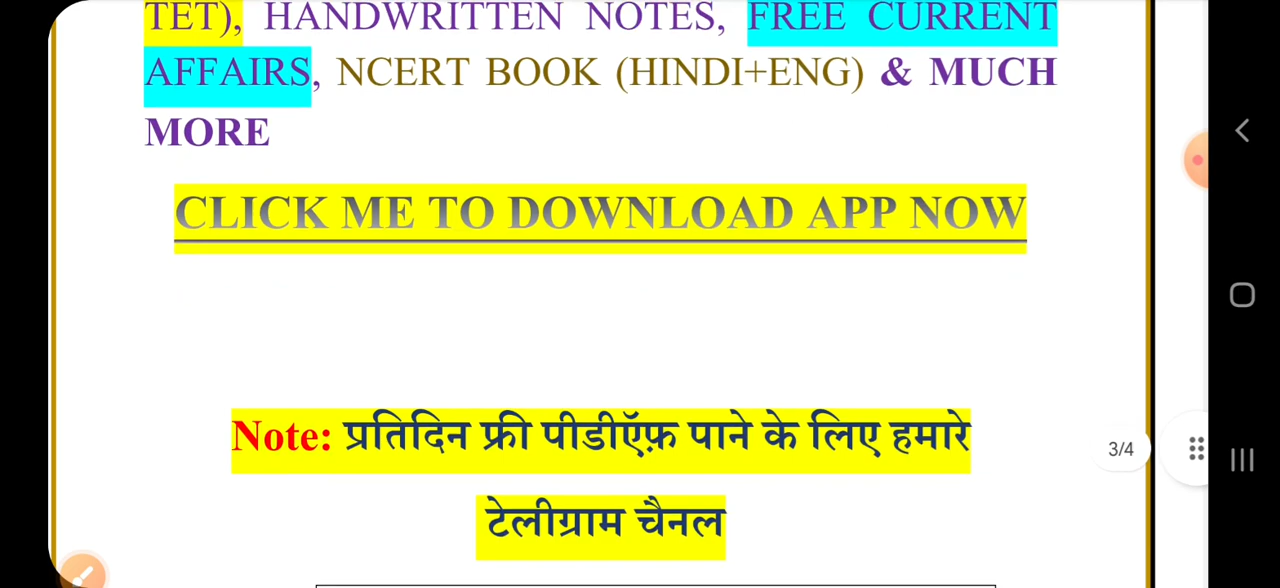 TET), HANDWRITTEN NOTES, FREE CURRENT
AFFAIRS, NCERT BOOK (HINDI+ENG) & MUCH
MORE
CLICK ME TO DOWNLOAD APP NOW
Note: प्रतिदिन फ्री पीडीऍफ़ पाने के लिए हमारे
3/4
टेलीग्राम चैनल